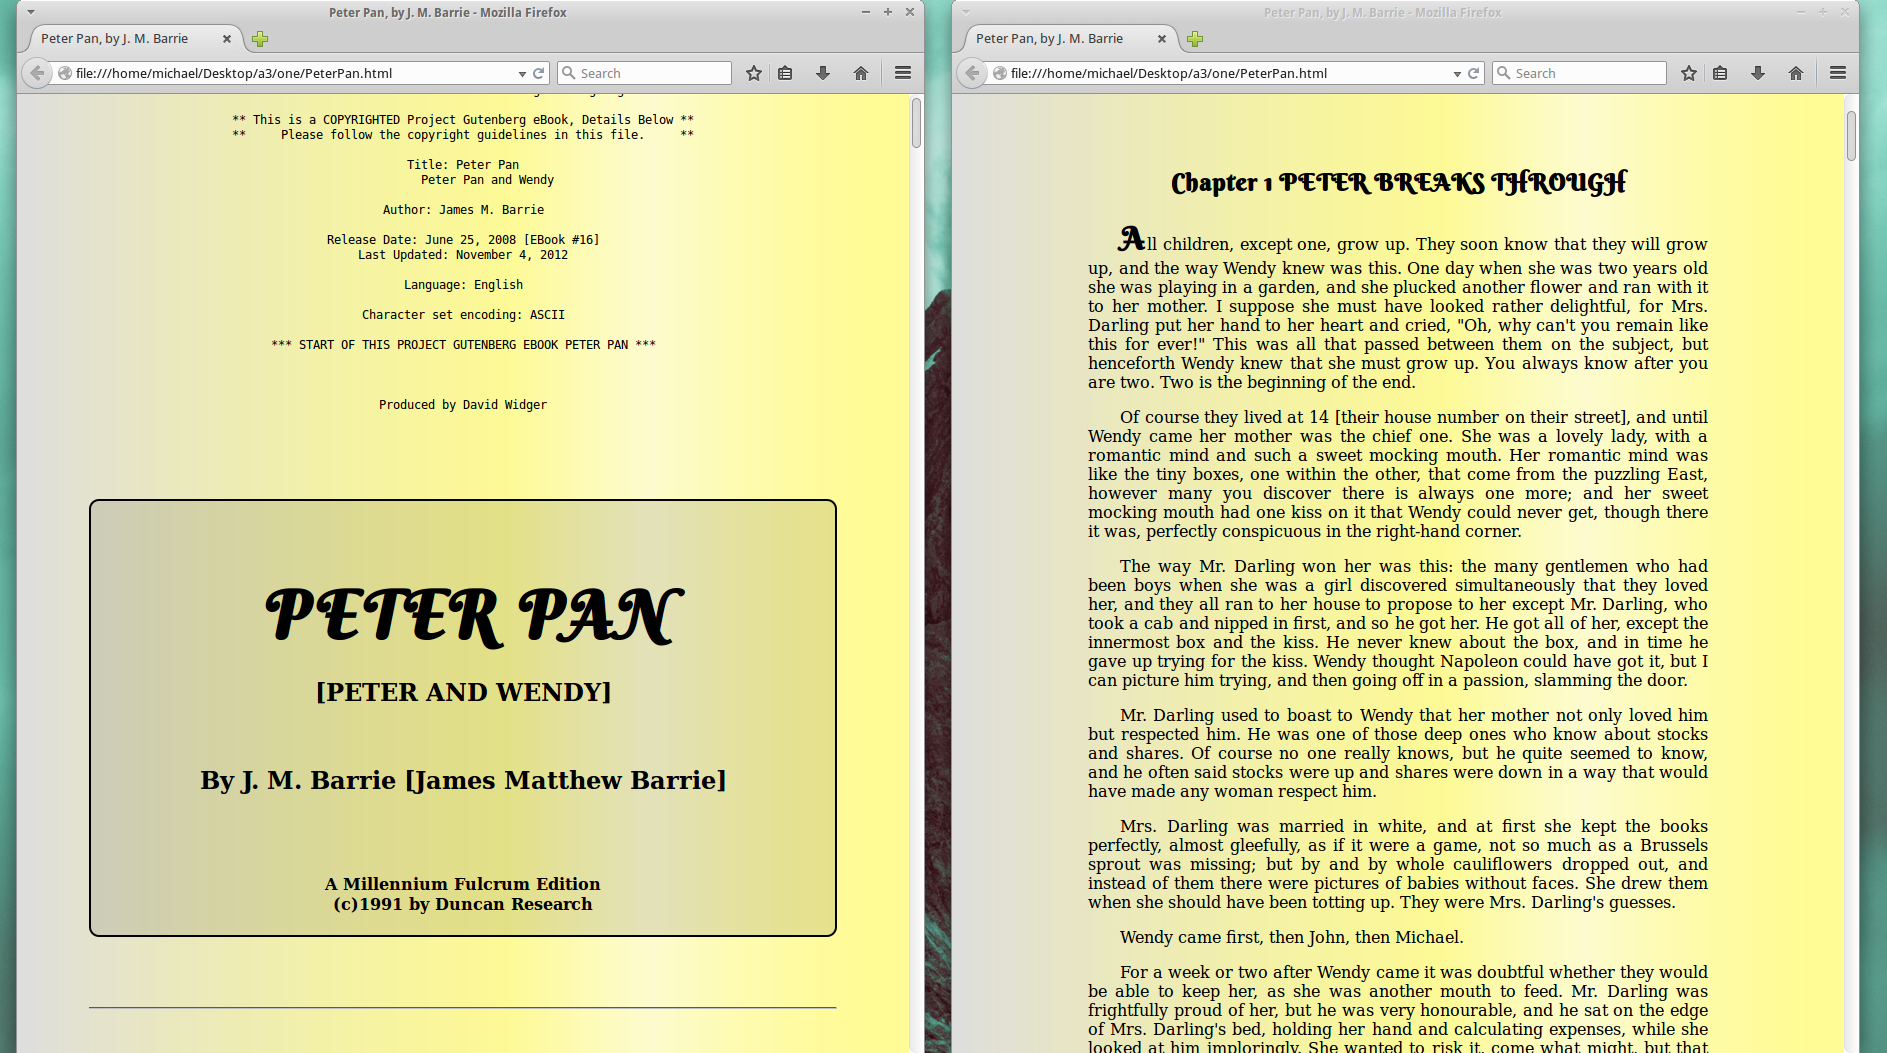 Peter Pan, by J. M. Barrie - Mozilla Firefox
Peter Pan, by J. M. Barrie
file:///home/michael/Desktop/a3/one/PeterPan.html
Search
** This is a COPYRIGHTED Project Gutenberg eBook, Details Below **
** Please follow the copyright guidelines in this file. **
Title: Peter Pan
Peter Pan and Wendy
Author: James M. Barrie
Release Date: June 25, 2008 [EBook #16]
Last Updated: November 4, 2012
Language: English
Character set encoding: ASCII
*** START OF THIS PROJECT GUTENBERG EBOOK PETER PAN ***
Produced by David Widger
PETER PAN
[PETER AND WENDY]
By J. M. Barrie [James Matthew Barrie]
A Millennium Fulcrum Edition
(c)1991 by Duncan Research
Peter Pan, by J. M. Barrie - Mozilla Firefox
Peter Pan, by J. M. Barrie
file:///home/michael/Desktop/a3/one/PeterPan.html
Search
Chapter 1 PETER BREAKS THROUGH
All children, except one, grow up. They soon know that they will grow
up, and the way Wendy knew was this. One day when she was two years old
she was playing in a garden, and she plucked another flower and ran with it
to her mother. I suppose she must have looked rather delightful, for Mrs.
Darling put her hand to her heart and cried, "Oh, why can't you remain like
this for ever!" This was all that passed between them on the subject, but
henceforth Wendy knew that she must grow up. You always know after you
are two. Two is the beginning of the end.
Of course they lived at 14 [their house number on their street], and until
Wendy came her mother was the chief one. She was a lovely lady, with a
romantic mind and such a sweet mocking mouth. Her romantic mind was
like the tiny boxes, one within the other, that come from the puzzling East,
however many you discover there is always one more; and her sweet
mocking mouth had one kiss on it that Wendy could never get, though there
it was, perfectly conspicuous in the right-hand corner.
The way Mr. Darling won her was this: the many gentlemen who had
been boys when she was a girl discovered simultaneously that they loved
her, and they all ran to her house to propose to her except Mr. Darling, who
took a cab and nipped in first, and so he got her. He got all of her, except the
innermost box and the kiss. He never knew about the box, and in time he
gave up trying for the kiss. Wendy thought Napoleon could have got it, but I
can picture him trying, and then going off in a passion, slamming the door.
Mr. Darling used to boast to Wendy that her mother not only loved him
but respected him. He was one of those deep ones who know about stocks
and shares. Of course no one really knows, but he quite seemed to know,
and he often said stocks were up and shares were down in a way that would
have made any woman respect him.
Mrs. Darling was married in white, and at first she kept the books
perfectly, almost gleefully, as if it were a game, not so much as a Brussels
sprout was missing; but by and by whole cauliflowers dropped out, and
instead of them there were pictures of babies without faces. She drew them
when she should have been totting up. They were Mrs. Darling's guesses.
Wendy came first, then John, then Michael.
For a week or two after Wendy came it was doubtful whether they would
be able to keep her, as she was another mouth to feed. Mr. Darling was
frightfully proud of her, but he was very honourable, and he sat on the edge
of Mrs. Darling's bed, holding her hand and calculating expenses, while she
looked at him imploringly. She wanted to risk it, come what might, but that